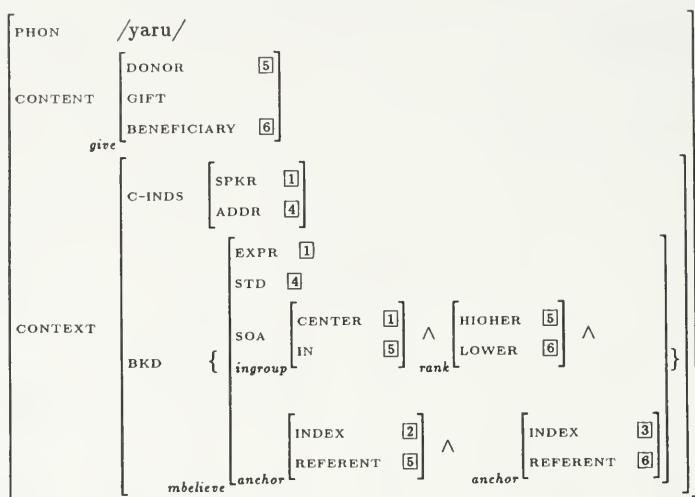 PHON /yaru/
DONOR 5
CONTENT GIFT
BENEFICIARY 6
give
SPKR 1
C-INDS
ADDR 4
EXPR 1
STD 4
CENTER 1 ∧ HIGHER 5 ∧
CONTEXT SOA
IN 5 LOWER 6
BKD { ingroup rank }
INDEX 2 ∧ INDEX 3
REFERENT 5 REFERENT 6
mbelieve anchor anchor